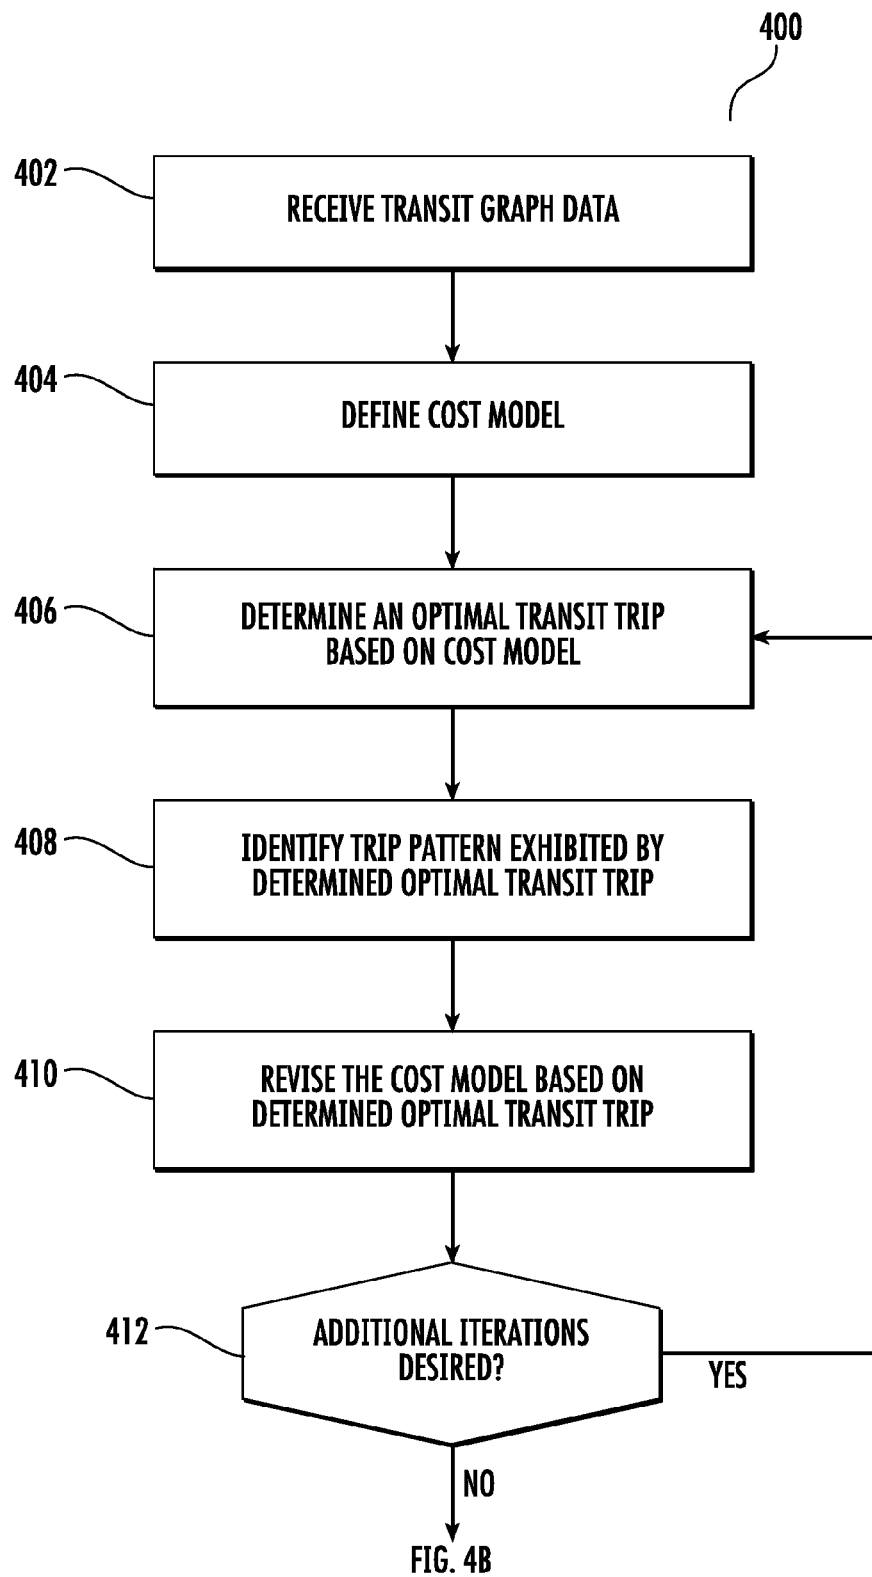 400
402
RECEIVE TRANSIT GRAPH DATA
404
DEFINE COST MODEL
406
DETERMINE AN OPTIMAL TRANSIT TRIP
BASED ON COST MODEL
408
IDENTIFY TRIP PATTERN EXHIBITED BY
DETERMINED OPTIMAL TRANSIT TRIP
410
REVISE THE COST MODEL BASED ON
DETERMINED OPTIMAL TRANSIT TRIP
412
ADDITIONAL ITERATIONS
DESIRED?
YES
NO
FIG. 4B